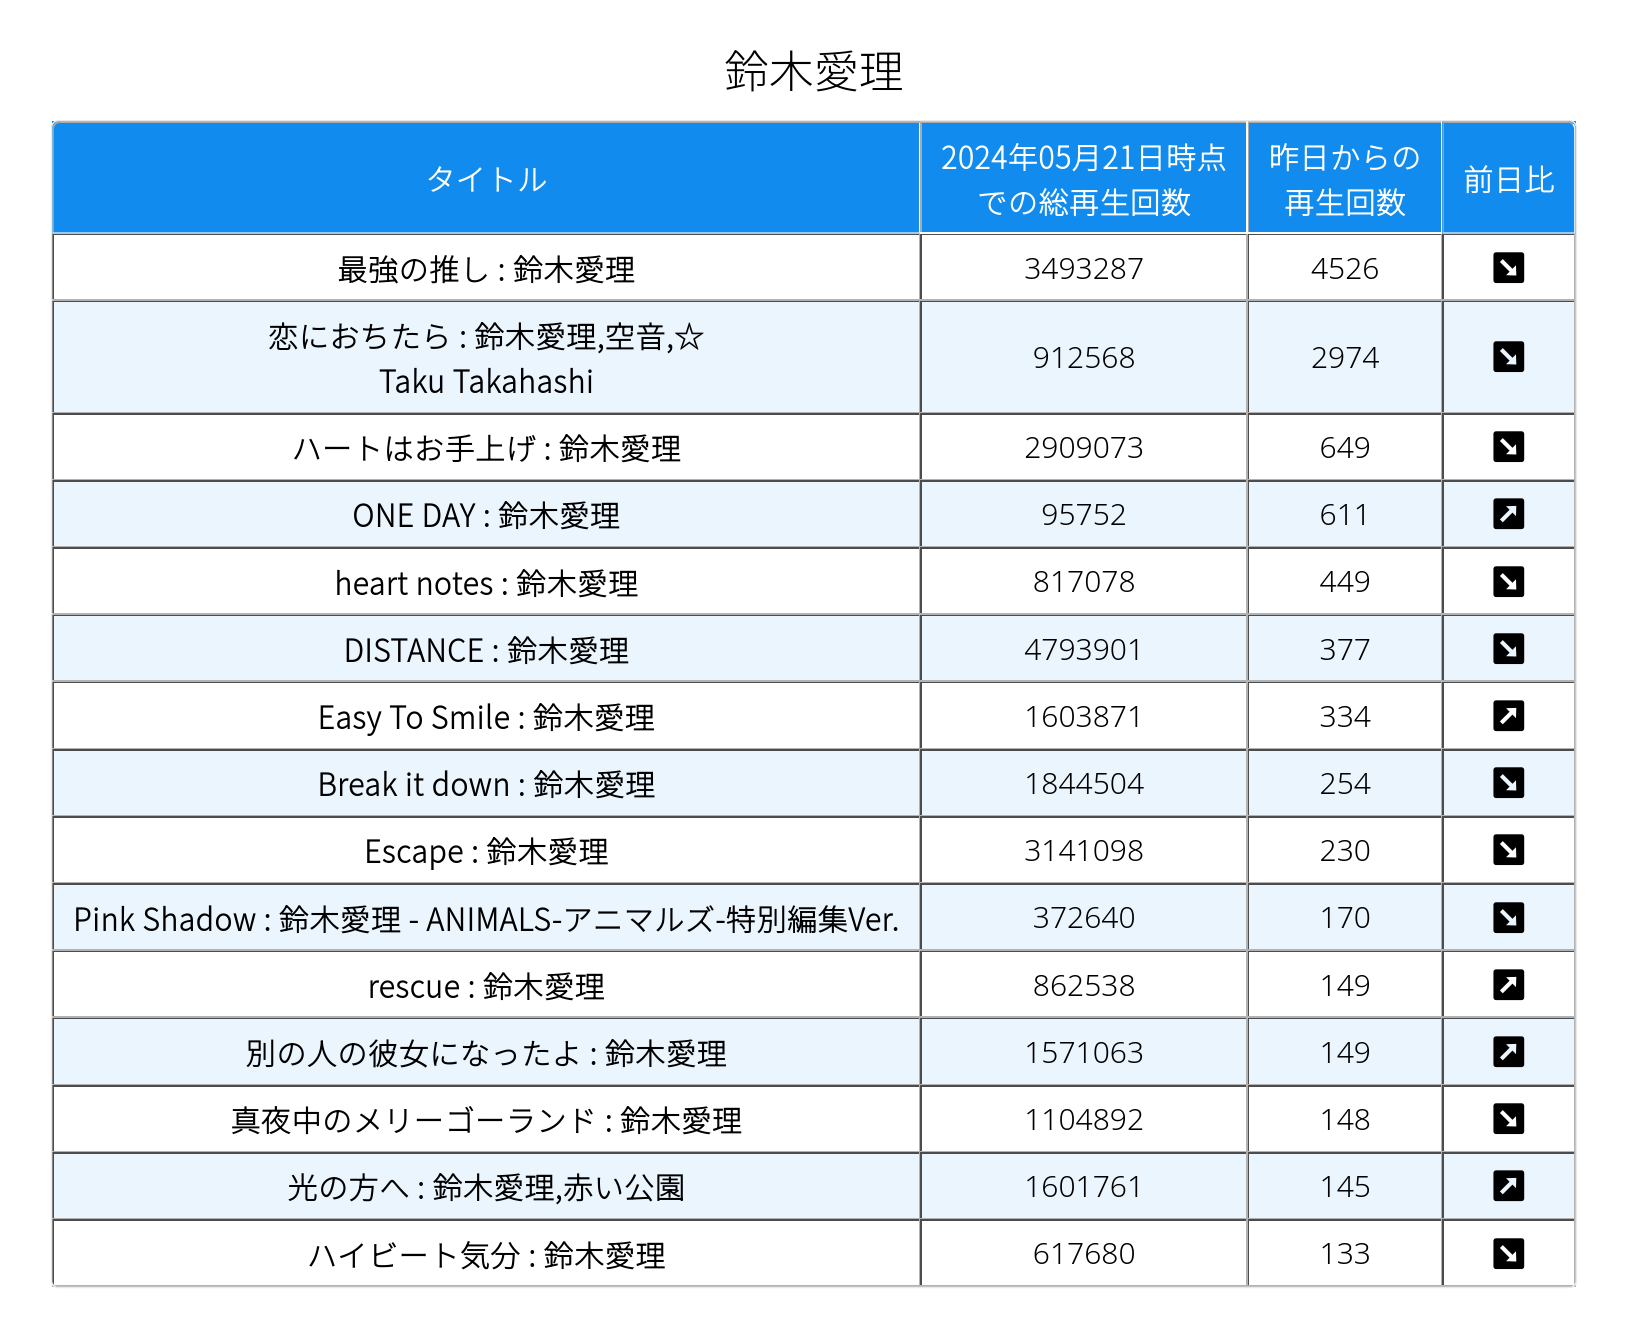 鈴木愛理
タイトル
2024年05月21日時点
での総再生回数
昨日からの
再生回数
前日比
最強の推し : 鈴木愛理 3493287 4526
恋におちたら : 鈴木愛理,空音,☆
Taku Takahashi 912568 2974
ハートはお手上げ : 鈴木愛理 2909073 649
ONE DAY : 鈴木愛理 95752 611
heart notes : 鈴木愛理 817078 449
DISTANCE : 鈴木愛理 4793901 377
Easy To Smile : 鈴木愛理 1603871 334
Break it down : 鈴木愛理 1844504 254
Escape : 鈴木愛理 3141098 230
Pink Shadow : 鈴木愛理 - ANIMALS-アニマルズ-特別編集Ver. 372640 170
rescue : 鈴木愛理 862538 149
別の人の彼女になったよ : 鈴木愛理 1571063 149
真夜中のメリーゴーランド : 鈴木愛理 1104892 148
光の方へ : 鈴木愛理,赤い公園 1601761 145
ハイビート気分 : 鈴木愛理 617680 133